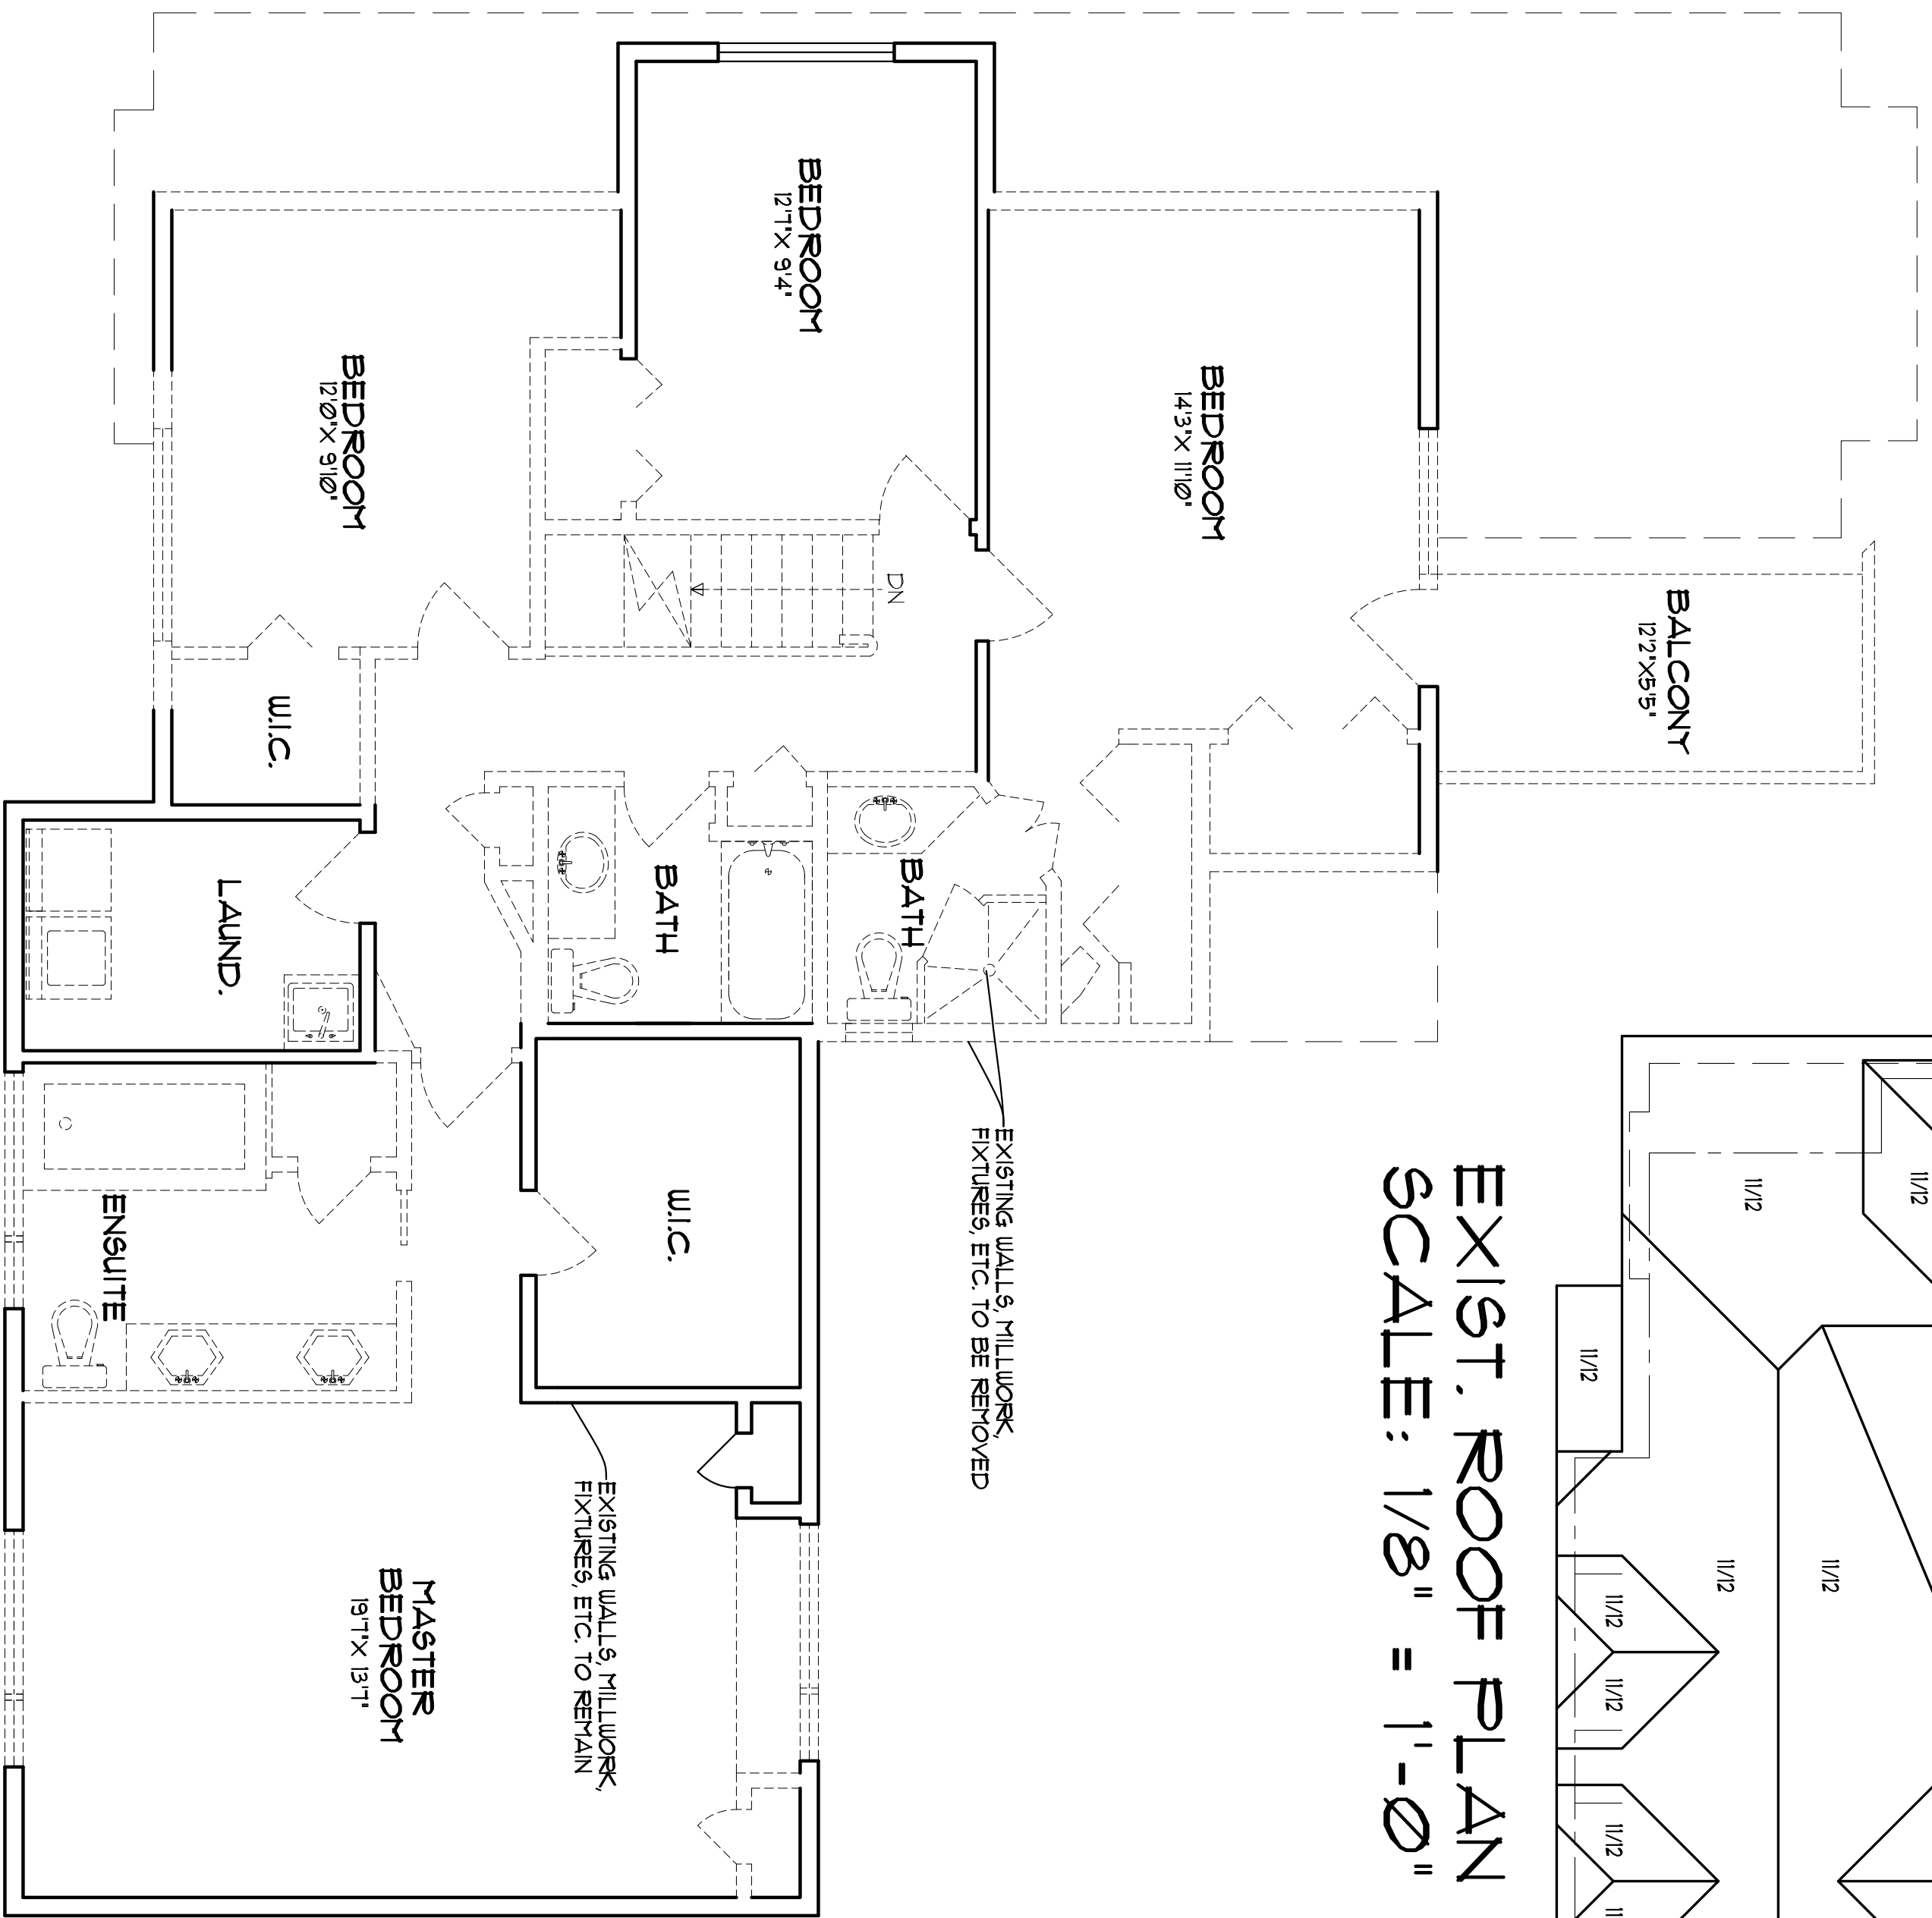 BALCONY
12'2"X5'5"
BEDROOM
14'3"X 11'10"
BEDROOM
12'7"X 9'4"
BEDROOM
12'0"X 9'10"
DN
W.I.C.
BATH
BATH
LAUND.
EXISTING WALLS, MILLWORK,
FIXTURES, ETC. TO BE REMOVED
W.I.C.
ENSUITE
EXISTING WALLS, MILLWORK,
FIXTURES, ETC. TO REMAIN
MASTER
BEDROOM
19'7"X 13'7"
EXIST. ROOF PLAN
SCALE: 1/8" = 1'-0"
11/12
11/12
11/12
11/12
11/12
11/12
11/12
11/12